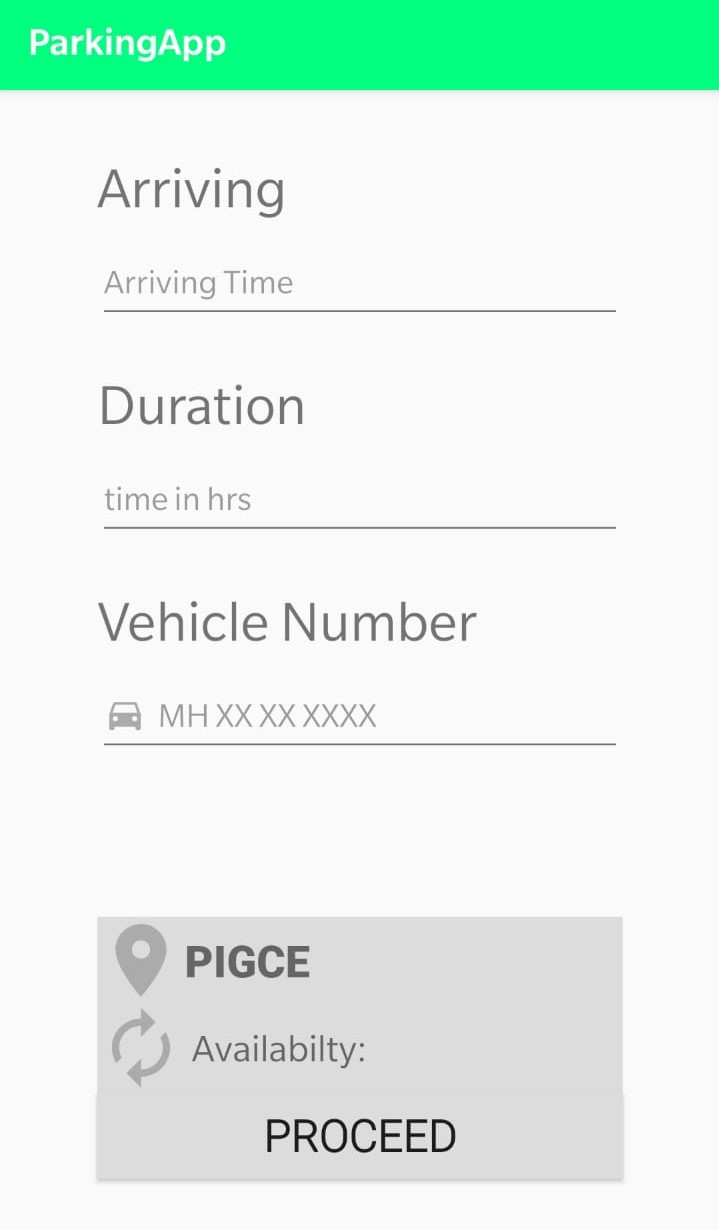 ParkingApp
Arriving
Arriving Time
Duration
time in hrs
Vehicle Number
MH XX XX XXXX
PIGCE
Availabilty:
PROCEED